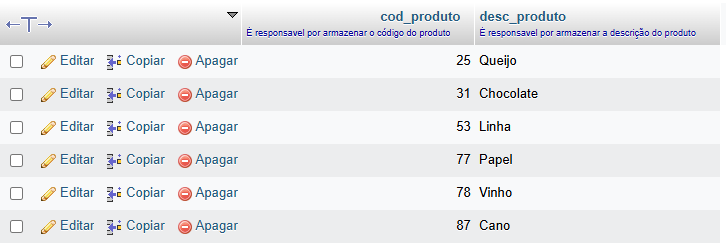 cod_produto desc_produto
É responsavel por armazenar o código do produto É responsavel por armazenar a descrição do produto
Editar Copiar Apagar 25 Queijo
Editar Copiar Apagar 31 Chocolate
Editar Copiar Apagar 53 Linha
Editar Copiar Apagar 77 Papel
Editar Copiar Apagar 78 Vinho
Editar Copiar Apagar 87 Cano